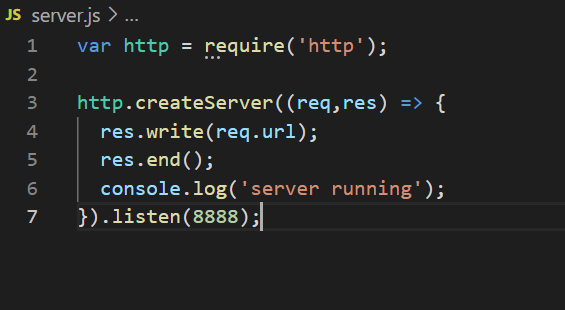 JS server.js > ...
1 var http = require('http');
2
3 http.createServer((req,res) => {
4 res.write(req.url);
5 res.end();
6 console.log('server running');
7 }).listen(8888);